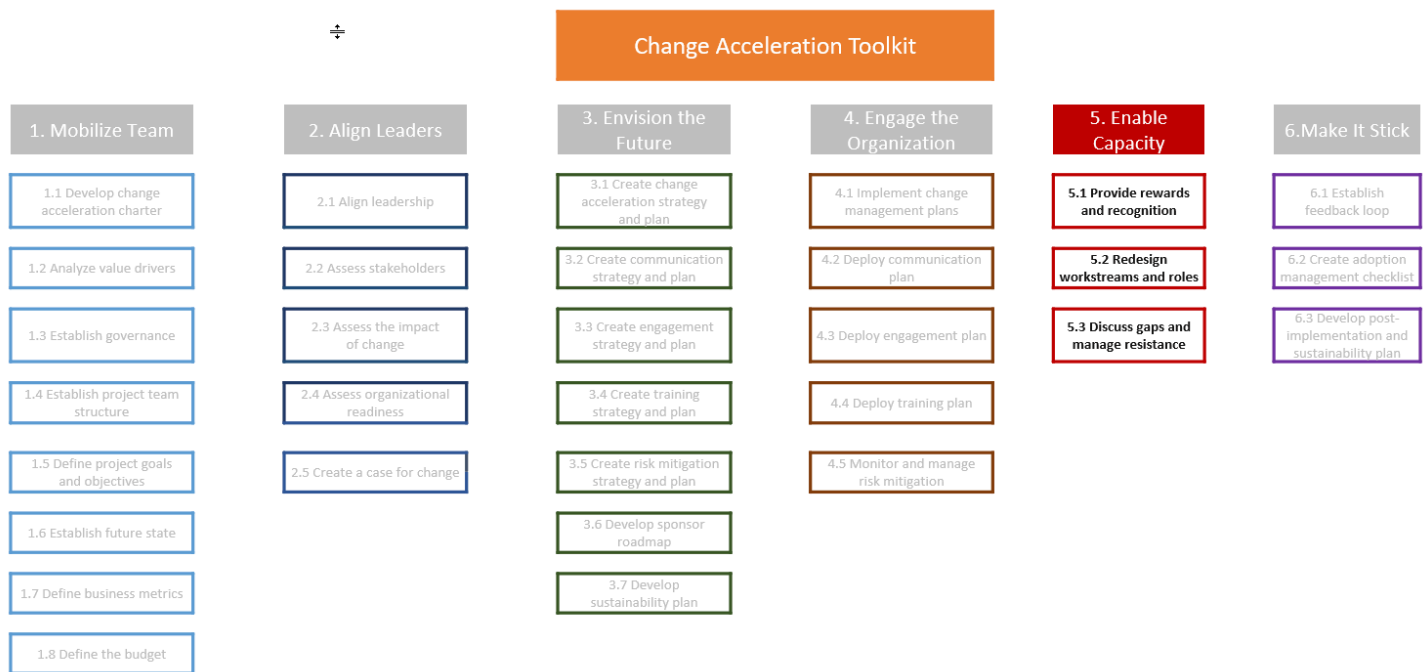 Change Acceleration Toolkit
1. Mobilize Team
1.1 Develop change
acceleration charter
1.2 Analyze value drivers
1.3 Establish governance
1.4 Establish project team
structure
1.5 Define project goals
and objectives
1.6 Establish future state
1.7 Define business metrics
1.8 Define the budget
2. Align Leaders
2.1 Align leadership
2.2 Assess stakeholders
2.3 Assess the impact
of change
2.4 Assess organizational
readiness
2.5 Create a case for change
3. Envision the
Future
3.1 Create change
acceleration strategy
and plan
3.2 Create communication
strategy and plan
3.3 Create engagement
strategy and plan
3.4 Create training
strategy and plan
3.5 Create risk mitigation
strategy and plan
3.6 Develop sponsor
roadmap
3.7 Develop
sustainability plan
4. Engage the
Organization
4.1 Implement change
management plans
4.2 Deploy communication
plan
4.3 Deploy engagement plan
4.4 Deploy training plan
4.5 Monitor and manage
risk mitigation
5. Enable
Capacity
5.1 Provide rewards
and recognition
5.2 Redesign
workstreams and roles
5.3 Discuss gaps and
manage resistance
6.Make It Stick
6.1 Establish
feedback loop
6.2 Create adoption
management checklist
6.3 Develop post-
implementation and
sustainability plan